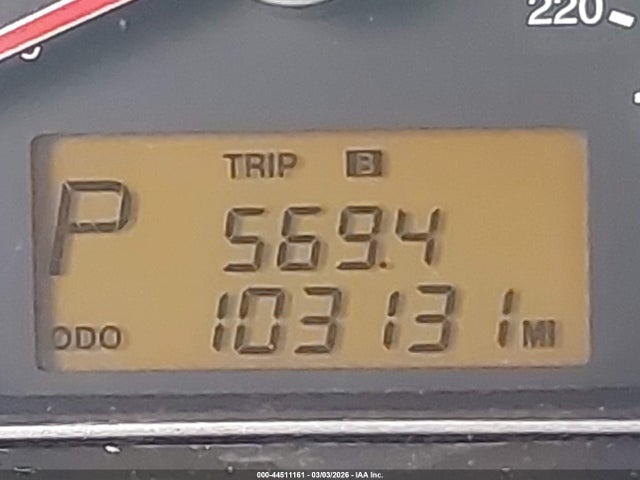 220
TRIP B
P
569.4
ODO 103131 MI
000-44511161 - 03/03/2026 - IAA Inc.